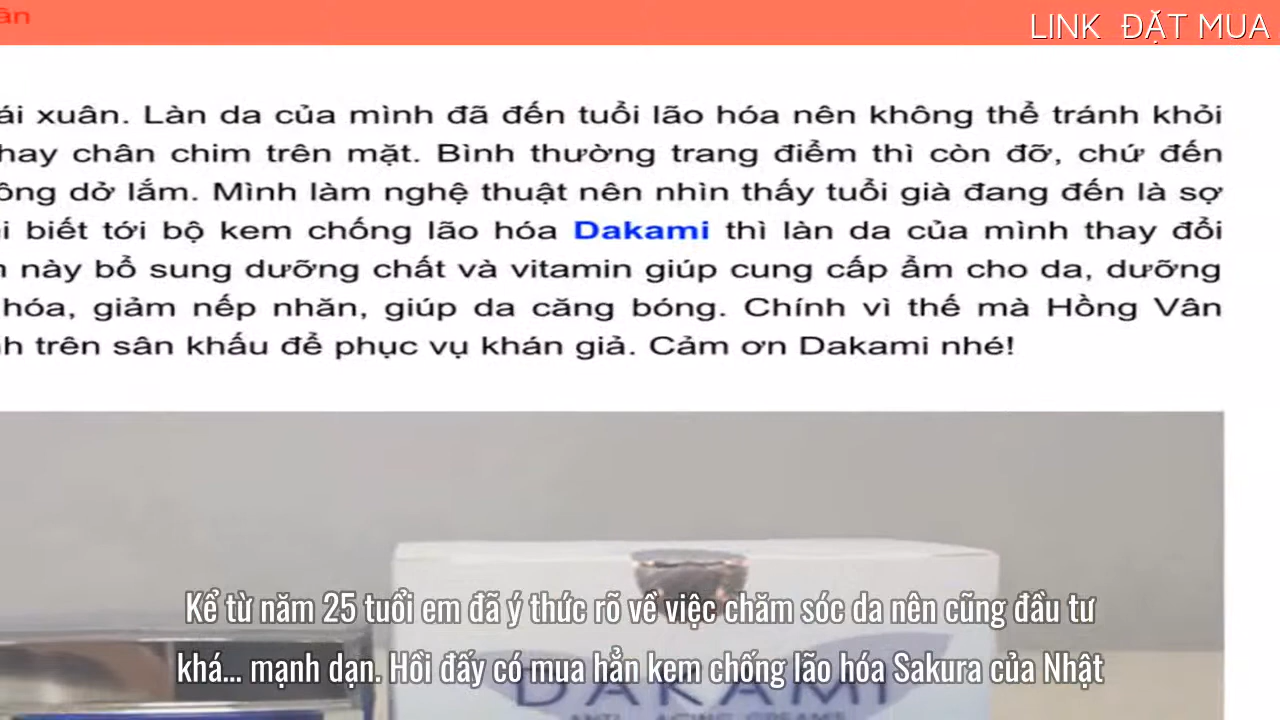 ân
LINK ĐẶT MUA
ái xuân. Làn da của mình đã đến tuổi lão hóa nên không thể tránh khỏi
hay chân chim trên mặt. Bình thường trang điểm thì còn đỡ, chứ đến
ông dở lắm. Mình làm nghệ thuật nên nhìn thấy tuổi già đang đến là sợ
i biết tới bộ kem chống lão hóa Dakami thì làn da của mình thay đổi
n này bổ sung dưỡng chất và vitamin giúp cung cấp ẩm cho da, dưỡng
hóa, giảm nếp nhăn, giúp da căng bóng. Chính vì thế mà Hồng Vân
nh trên sân khấu để phục vụ khán giả. Cảm ơn Dakami nhé!
Kể từ năm 25 tuổi em đã ý thức rõ về việc chăm sóc da nên cũng đầu tư
khá... mạnh dạn. Hồi đấy có mua hẳn kem chống lão hóa Sakura của Nhật
DAKAMI
ANTI - AGING CREAMS